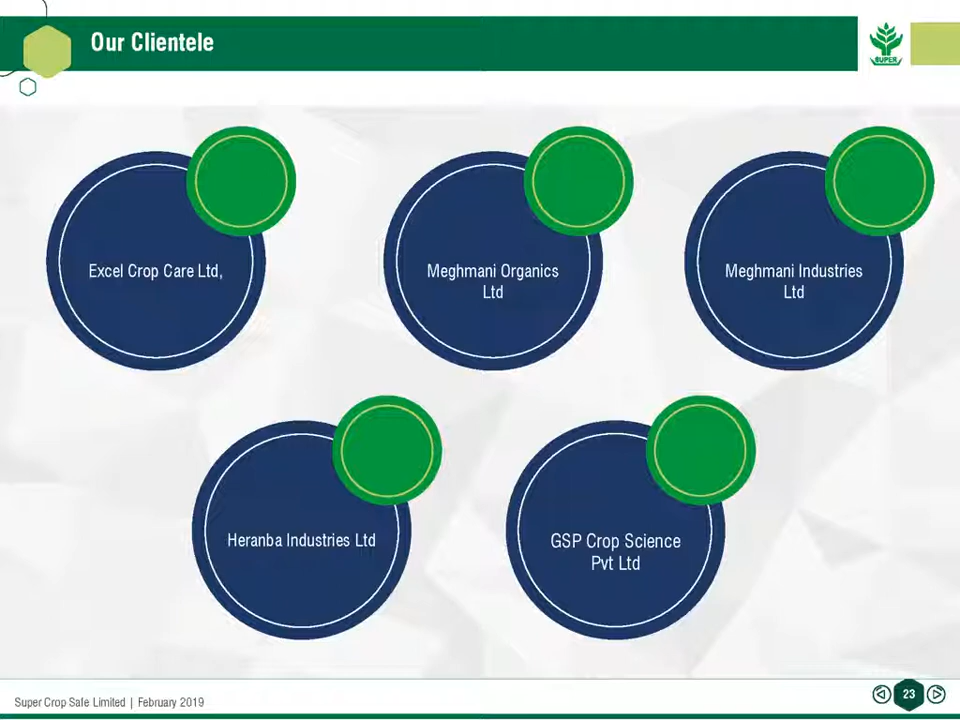 Our Clientele
SUPER
Excel Crop Care Ltd,
Meghmani Organics
Ltd
Meghmani Industries
Ltd
Heranba Industries Ltd
GSP Crop Science
Pvt Ltd
Super Crop Safe Limited | February 2019
23